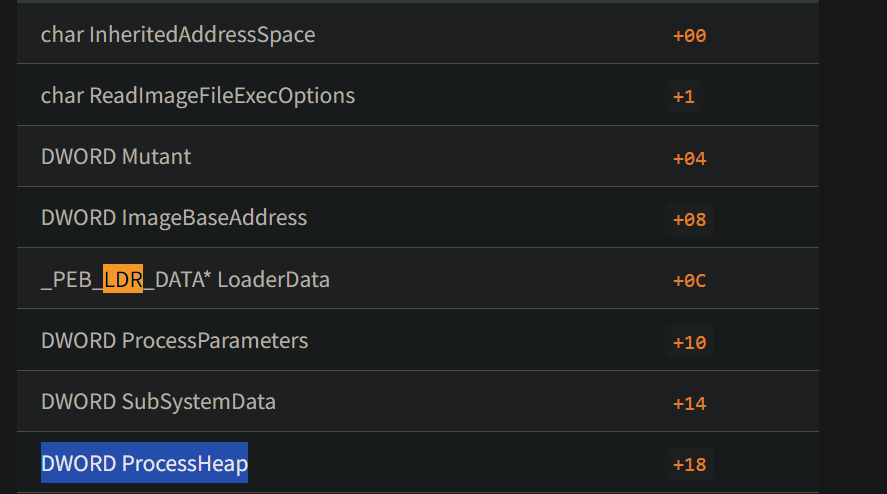 char InheritedAddressSpace +00
char ReadImageFileExecOptions +1
DWORD Mutant +04
DWORD ImageBaseAddress +08
_PEB_LDR_DATA* LoaderData +0C
DWORD ProcessParameters +10
DWORD SubSystemData +14
DWORD ProcessHeap +18